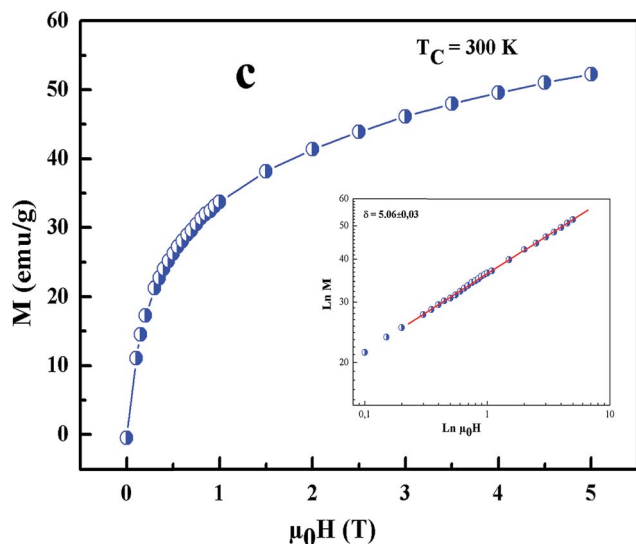 60
50
40
30
20
10
0
M (emu/g)
c
T_C = 300 K
0 1 2 3 4 5
μ₀H (T)
δ = 5.06±0,03
60
50
40
30
20
Ln M
0,1 1 10
Ln μ₀H